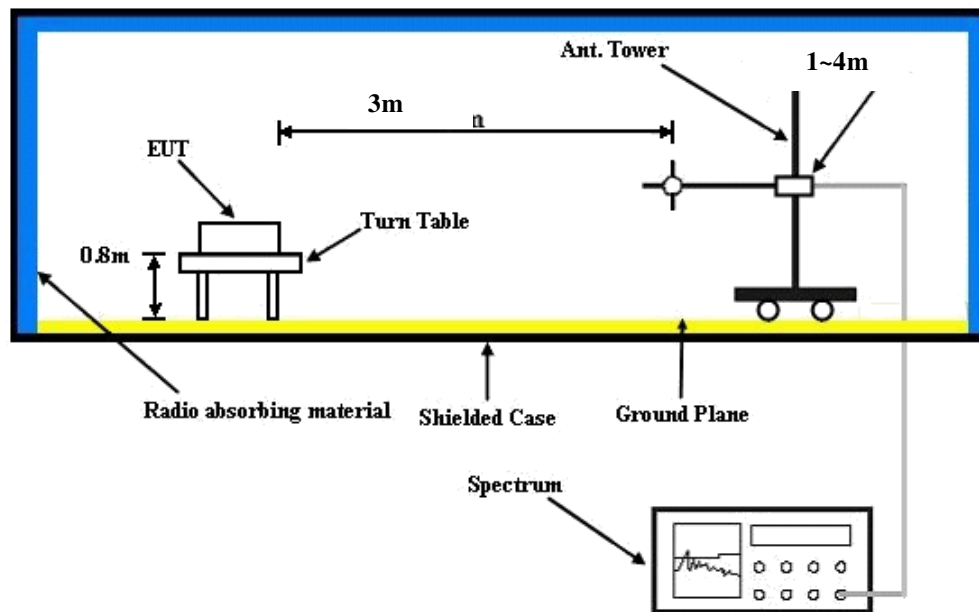 Ant. Tower
1~4m
3m
n
EUT
Turn Table
0.8m
Radio absorbing material
Shielded Case
Ground Plane
Spectrum